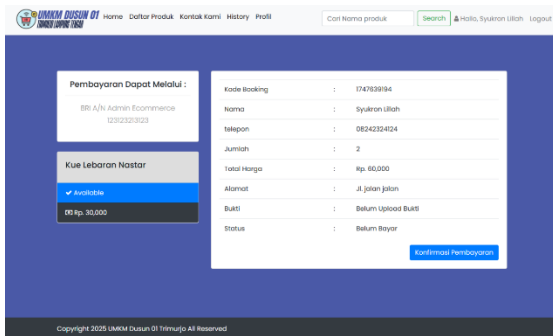 UMKM DUSUN 01
Home Daftar Produk Kontak Kami History Profil
Cari Nama produk
Search
Hallo, Syukron Lillah Logout
Pembayaran Dapat Melalui :
BRI A/N Admin Ecommerce
123123213123
Kue Lebaran Nastar
Available
Rp. 30,000
Kode Booking : 1747639194
Nama : Syukron Lillah
telepon : 08242324124
Jumlah : 2
Total Harga : Rp. 60,000
Alamat : Jl. jalan jalan
Bukti : Belum Upload Bukti
Status : Belum Bayar
Konfirmasi Pembayaran
Copyright 2025 UMKM Dusun 01 Trimurjo All Reserved